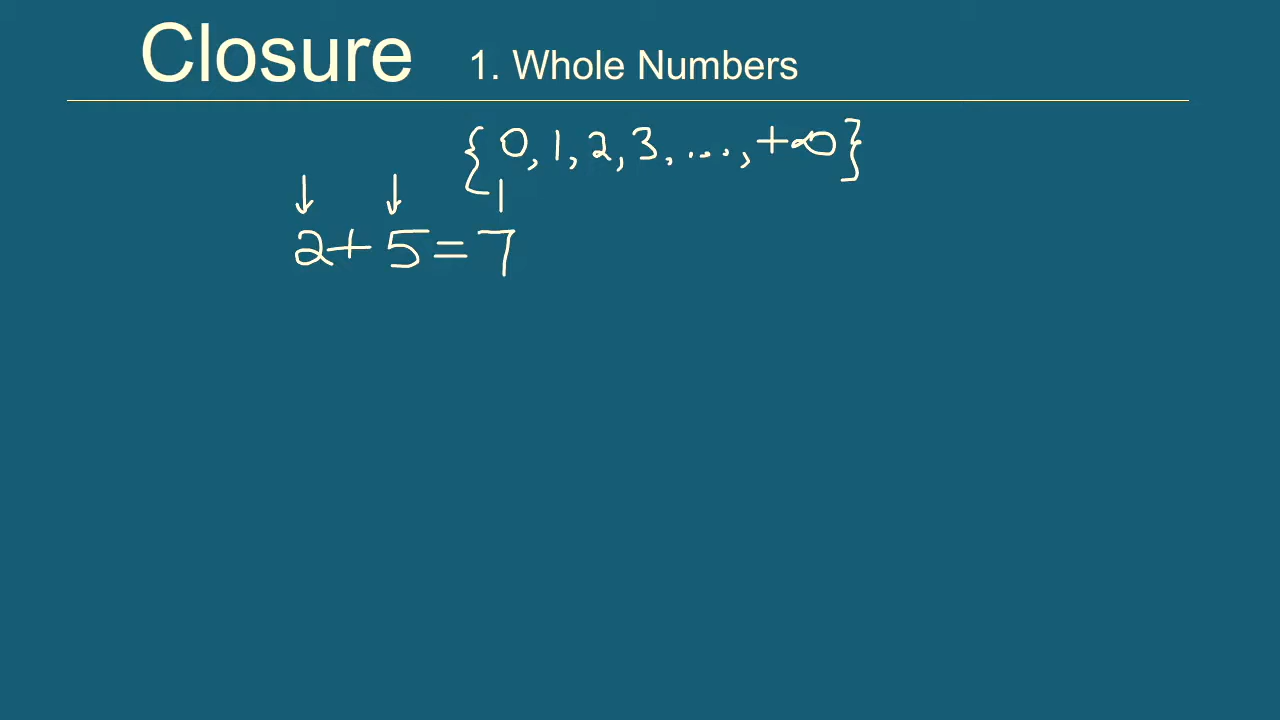 Closure 1. Whole Numbers
{0, 1, 2, 3, ..., +∞}
2 + 5 = 7